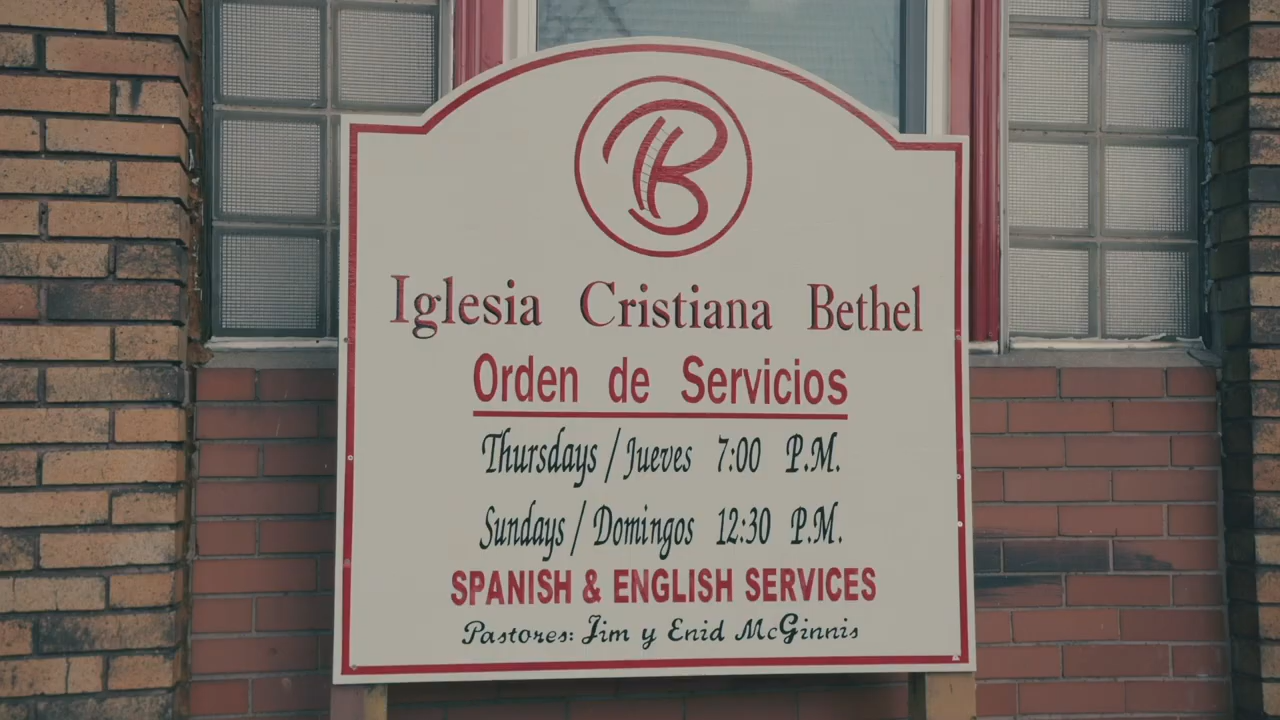 B
Iglesia Cristiana Bethel
Orden de Servicios
Thursdays / Jueves 7:00 P.M.
Sundays / Domingos 12:30 P.M.
SPANISH & ENGLISH SERVICES
Pastores: Jim y Enid McGinnis